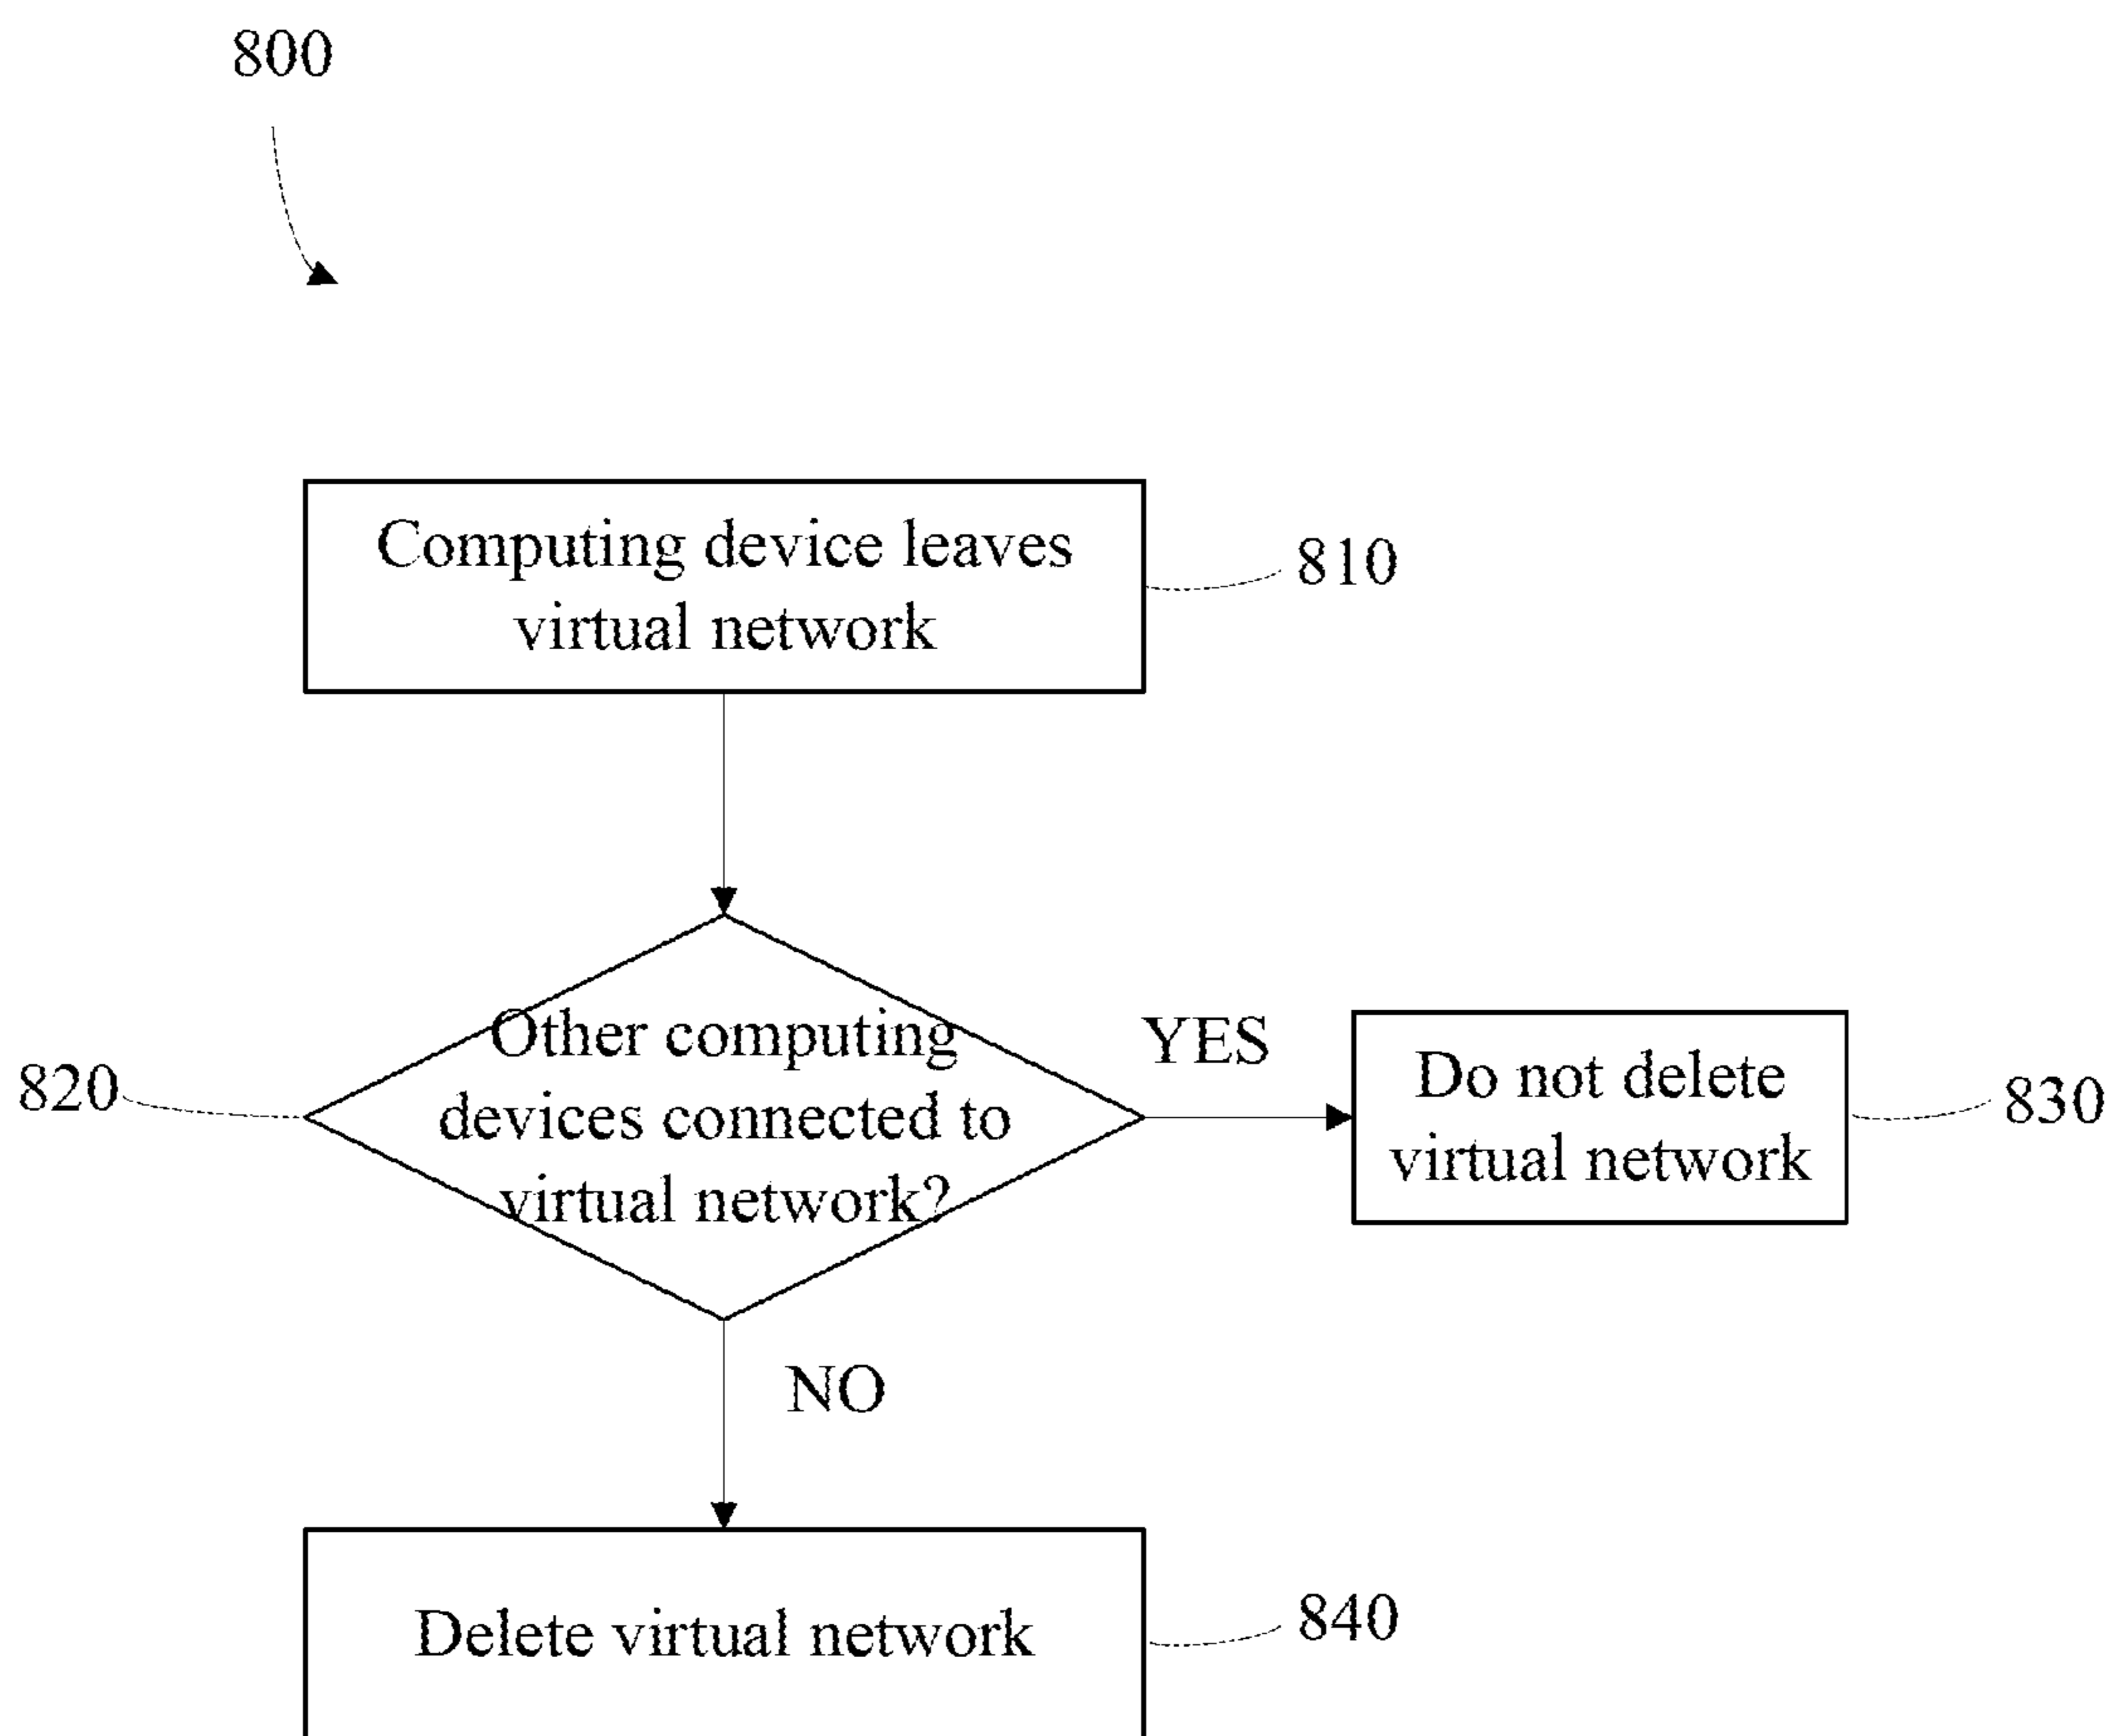 800
Computing device leaves
virtual network
810
Other computing
devices connected to
virtual network?
820
YES
Do not delete
virtual network
830
NO
Delete virtual network
840